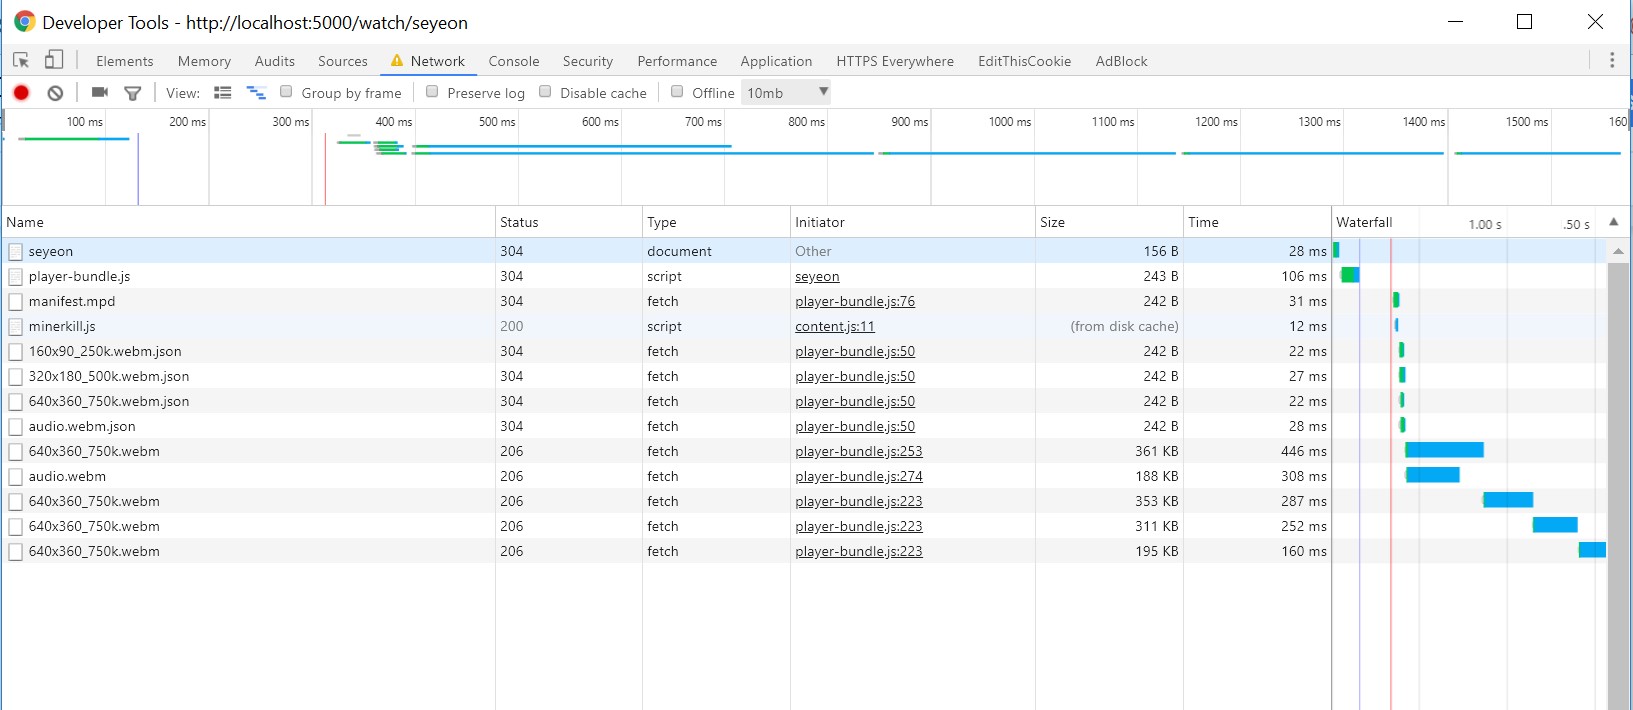 Developer Tools - http://localhost:5000/watch/seyeon
Elements Memory Audits Sources Network Console Security Performance Application HTTPS Everywhere EditThisCookie AdBlock
View: Group by frame Preserve log Disable cache Offline 10mb
100 ms 200 ms 300 ms 400 ms 500 ms 600 ms 700 ms 800 ms 900 ms 1000 ms 1100 ms 1200 ms 1300 ms 1400 ms 1500 ms 160
Name Status Type Initiator Size Time Waterfall 1.00 s .50 s
seyeon 304 document Other 156 B 28 ms
player-bundle.js 304 script seyeon 243 B 106 ms
manifest.mpd 304 fetch player-bundle.js:76 242 B 31 ms
minerkill.js 200 script content.js:11 (from disk cache) 12 ms
160x90_250k.webm.json 304 fetch player-bundle.js:50 242 B 22 ms
320x180_500k.webm.json 304 fetch player-bundle.js:50 242 B 27 ms
640x360_750k.webm.json 304 fetch player-bundle.js:50 242 B 22 ms
audio.webm.json 304 fetch player-bundle.js:50 242 B 28 ms
640x360_750k.webm 206 fetch player-bundle.js:253 361 KB 446 ms
audio.webm 206 fetch player-bundle.js:274 188 KB 308 ms
640x360_750k.webm 206 fetch player-bundle.js:223 353 KB 287 ms
640x360_750k.webm 206 fetch player-bundle.js:223 311 KB 252 ms
640x360_750k.webm 206 fetch player-bundle.js:223 195 KB 160 ms